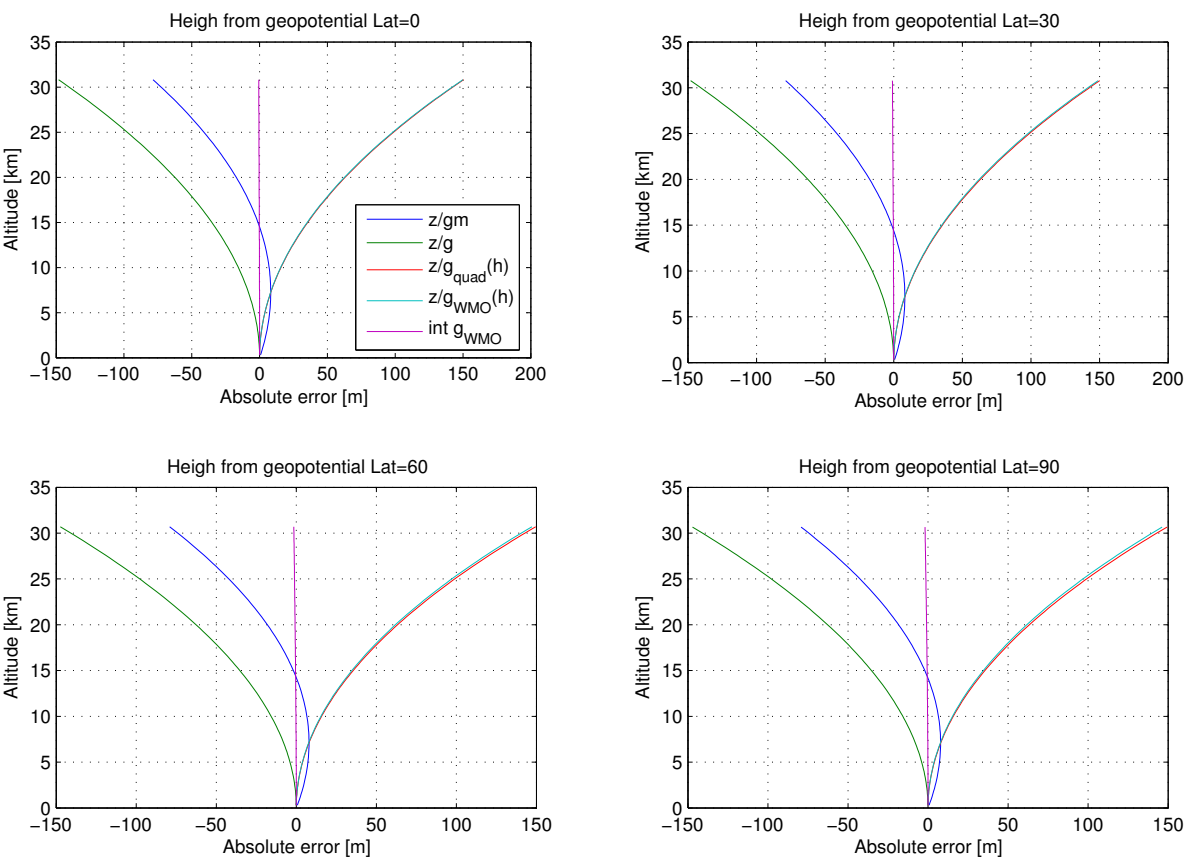 Heigh from geopotential Lat=0
35
30
25
20
15
10
5
0
−150 −100 −50 0 50 100 150 200
Absolute error [m]
Altitude [km]
z/gm
z/g
z/g_quad(h)
z/g_WMO(h)
int g_WMO
Heigh from geopotential Lat=30
35
30
25
20
15
10
5
0
−150 −100 −50 0 50 100 150 200
Absolute error [m]
Altitude [km]
Heigh from geopotential Lat=60
35
30
25
20
15
10
5
0
−150 −100 −50 0 50 100 150
Absolute error [m]
Altitude [km]
Heigh from geopotential Lat=90
35
30
25
20
15
10
5
0
−150 −100 −50 0 50 100 150
Absolute error [m]
Altitude [km]